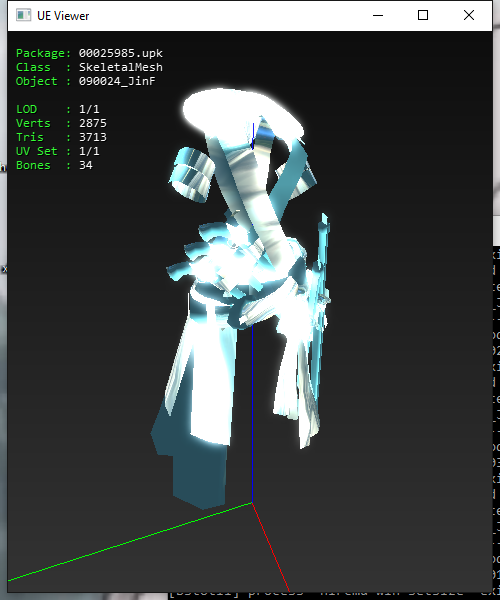 UE Viewer
Package: 00025985.upk
Class : SkeletalMesh
Object : 090024_JinF
LOD : 1/1
Verts : 2875
Tris : 3713
UV Set : 1/1
Bones : 34